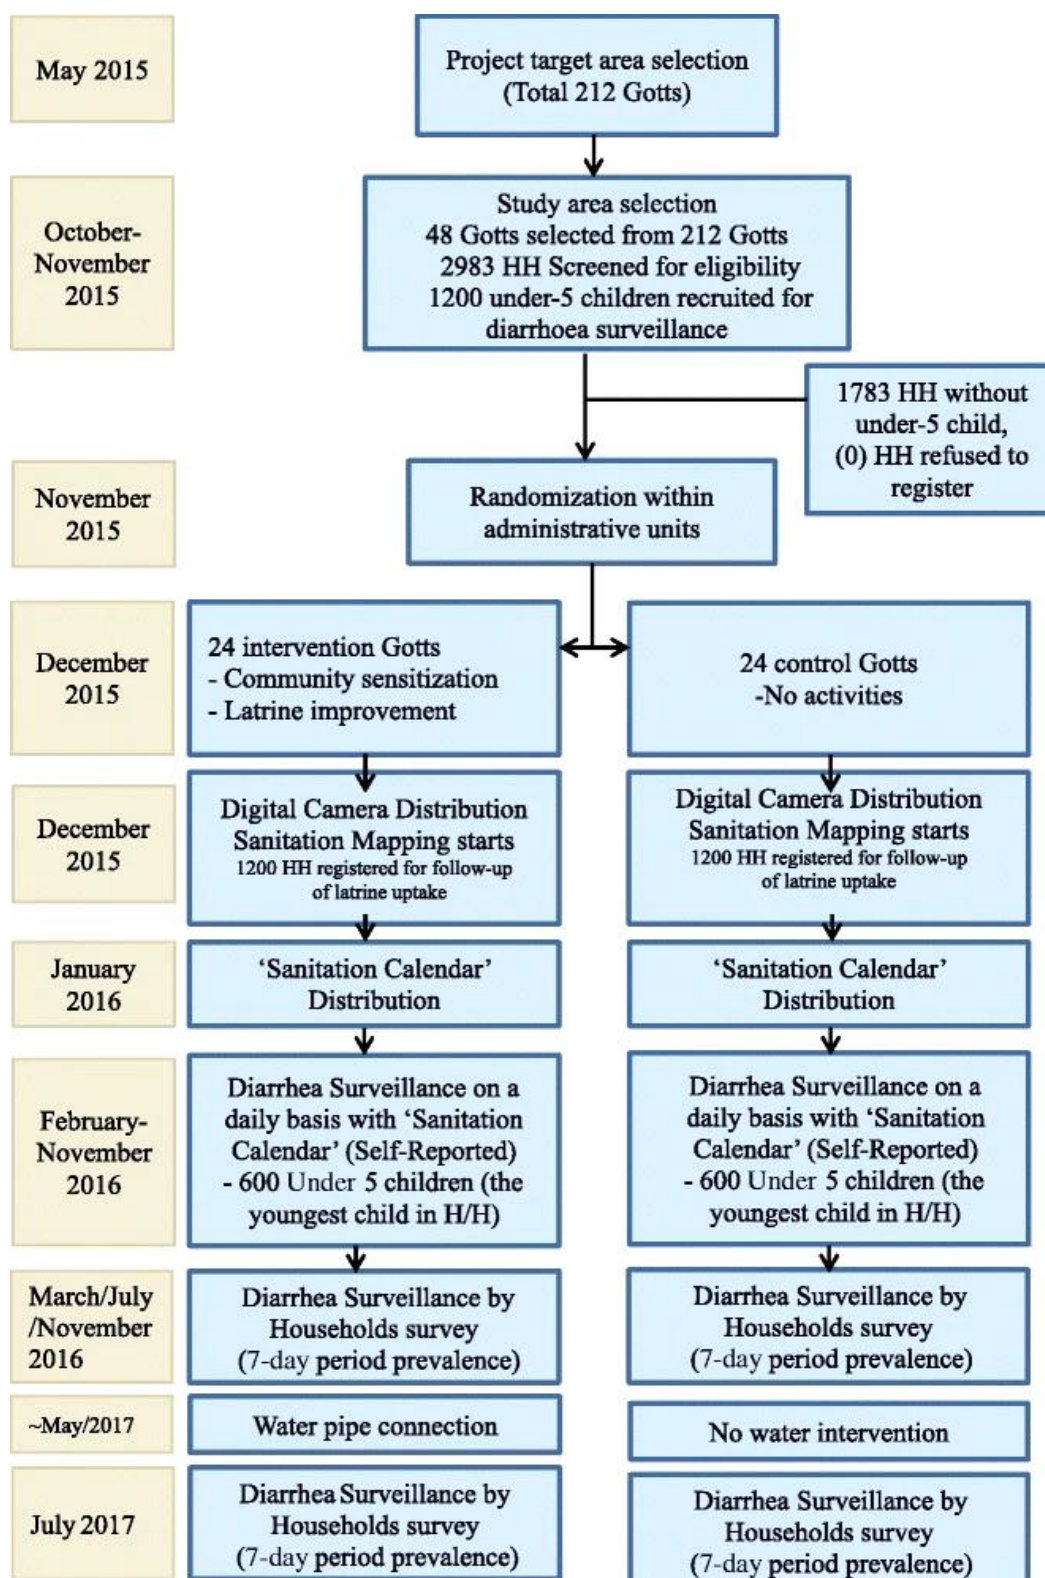 May 2015
Project target area selection
(Total 212 Gotts)
October-
November
2015
Study area selection
48 Gotts selected from 212 Gotts
2983 HH Screened for eligibility
1200 under-5 children recruited for
diarrhoea surveillance
1783 HH without
under-5 child,
(0) HH refused to
register
November
2015
Randomization within
administrative units
December
2015
24 intervention Gotts
- Community sensitization
- Latrine improvement
24 control Gotts
-No activities
December
2015
Digital Camera Distribution
Sanitation Mapping starts
1200 HH registered for follow-up
of latrine uptake
Digital Camera Distribution
Sanitation Mapping starts
1200 HH registered for follow-up
of latrine uptake
January
2016
‘Sanitation Calendar’
Distribution
‘Sanitation Calendar’
Distribution
February-
November
2016
Diarrhea Surveillance on a
daily basis with ‘Sanitation
Calendar’ (Self-Reported)
- 600 Under 5 children (the
youngest child in H/H)
Diarrhea Surveillance on a
daily basis with ‘Sanitation
Calendar’ (Self-Reported)
- 600 Under 5 children (the
youngest child in H/H)
March/July
/November
2016
Diarrhea Surveillance by
Households survey
(7-day period prevalence)
Diarrhea Surveillance by
Households survey
(7-day period prevalence)
~May/2017
Water pipe connection
No water intervention
July 2017
Diarrhea Surveillance by
Households survey
(7-day period prevalence)
Diarrhea Surveillance by
Households survey
(7-day period prevalence)